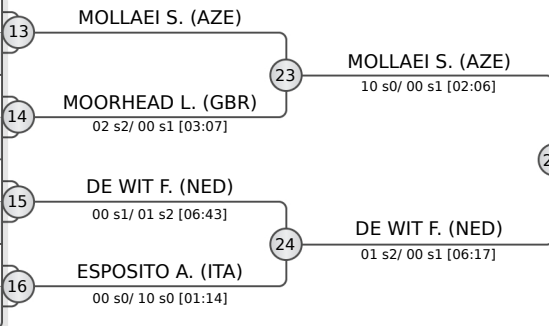 MOLLAEI S. (AZE)
13
23
MOLLAEI S. (AZE)
10 s0/ 00 s1 [02:06]
MOORHEAD L. (GBR)
14
02 s2/ 00 s1 [03:07]
DE WIT F. (NED)
15
00 s1/ 01 s2 [06:43]
24
DE WIT F. (NED)
01 s2/ 00 s1 [06:17]
ESPOSITO A. (ITA)
16
00 s0/ 10 s0 [01:14]